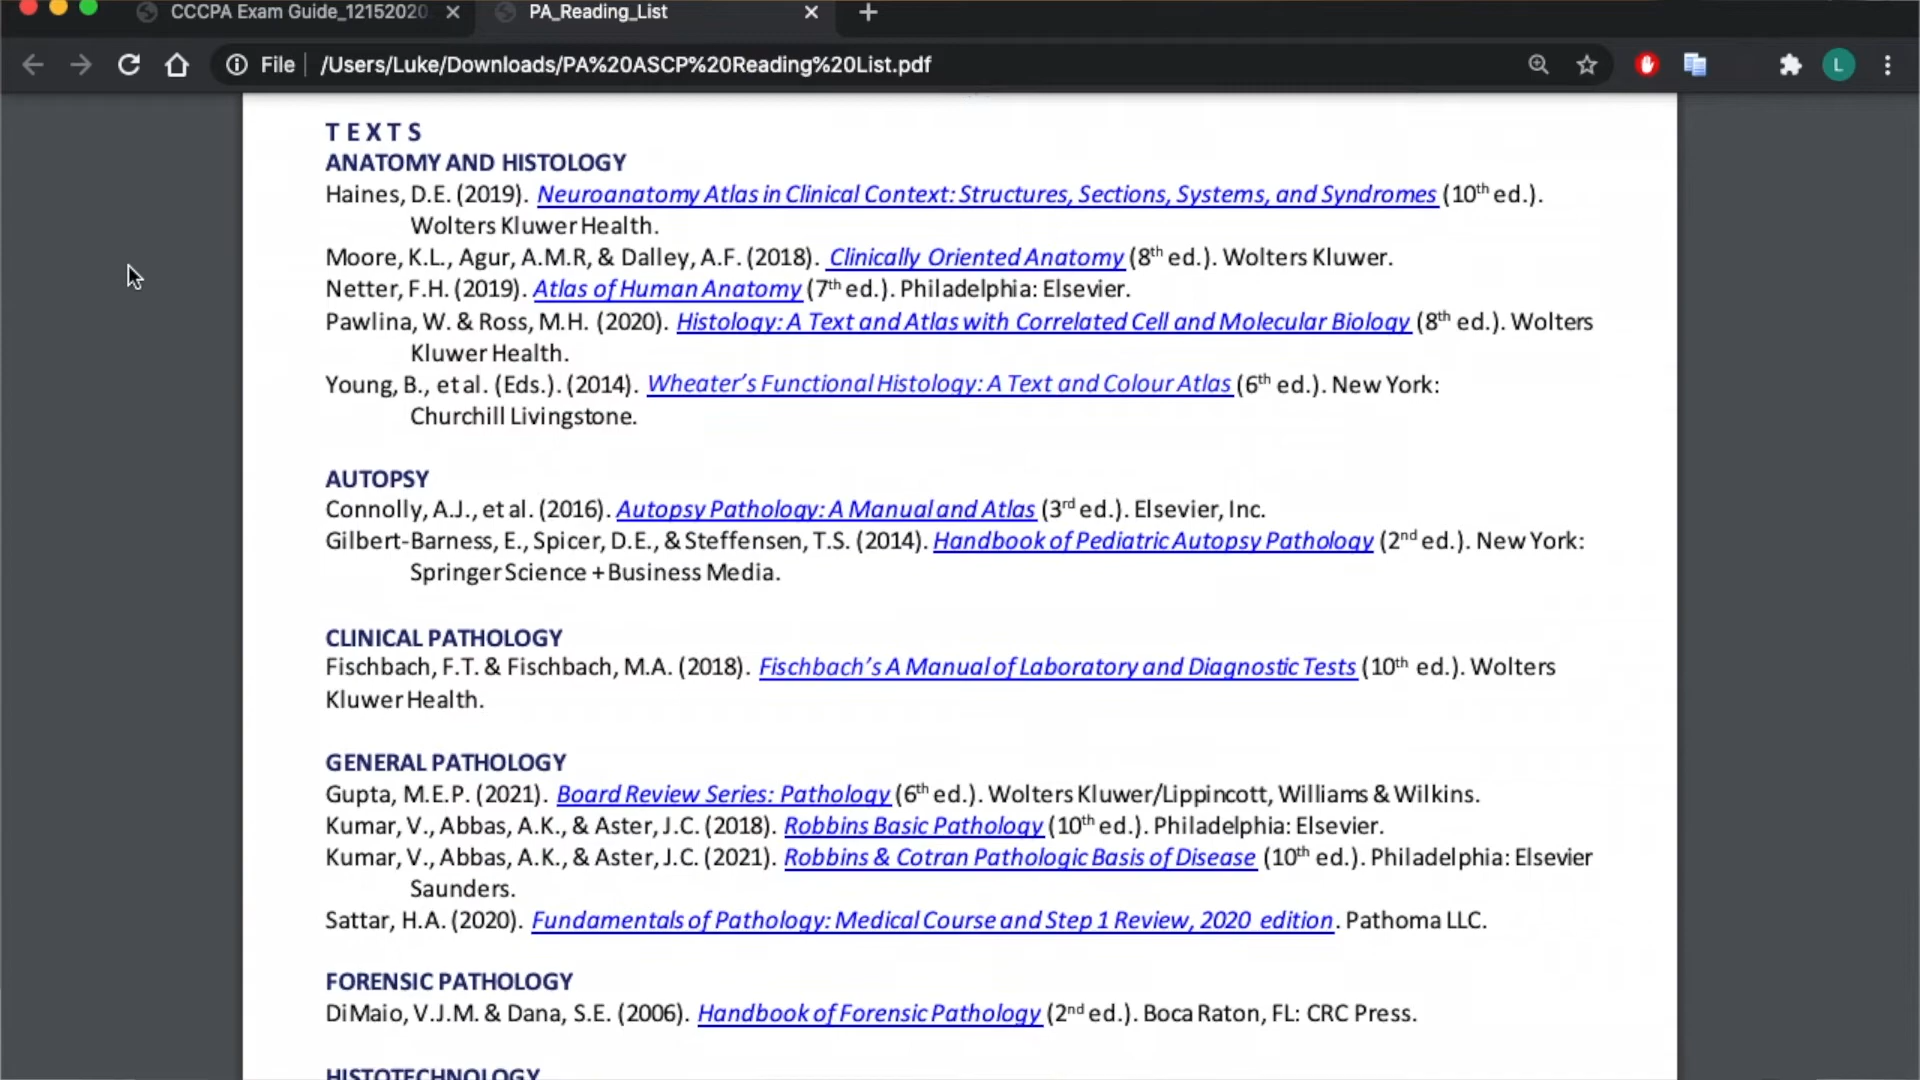 CCCPA Exam Guide_12152020
PA_Reading_List
File /Users/Luke/Downloads/PA%20ASCP%20Reading%20List.pdf
L
TEXTS
ANATOMY AND HISTOLOGY
Haines, D.E. (2019). Neuroanatomy Atlas in Clinical Context: Structures, Sections, Systems, and Syndromes (10th ed.).
Wolters Kluwer Health.
Moore, K.L., Agur, A.M.R, & Dalley, A.F. (2018). Clinically Oriented Anatomy (8th ed.). Wolters Kluwer.
Netter, F.H. (2019). Atlas of Human Anatomy (7th ed.). Philadelphia: Elsevier.
Pawlina, W. & Ross, M.H. (2020). Histology: A Text and Atlas with Correlated Cell and Molecular Biology (8th ed.). Wolters
Kluwer Health.
Young, B., et al. (Eds.). (2014). Wheater’s Functional Histology: A Text and Colour Atlas (6th ed.). New York:
Churchill Livingstone.
AUTOPSY
Connolly, A.J., et al. (2016). Autopsy Pathology: A Manual and Atlas (3rd ed.). Elsevier, Inc.
Gilbert-Barness, E., Spicer, D.E., & Steffensen, T.S. (2014). Handbook of Pediatric Autopsy Pathology (2nd ed.). New York:
Springer Science + Business Media.
CLINICAL PATHOLOGY
Fischbach, F.T. & Fischbach, M.A. (2018). Fischbach’s A Manual of Laboratory and Diagnostic Tests (10th ed.). Wolters
Kluwer Health.
GENERAL PATHOLOGY
Gupta, M.E.P. (2021). Board Review Series: Pathology (6th ed.). Wolters Kluwer/Lippincott, Williams & Wilkins.
Kumar, V., Abbas, A.K., & Aster, J.C. (2018). Robbins Basic Pathology (10th ed.). Philadelphia: Elsevier.
Kumar, V., Abbas, A.K., & Aster, J.C. (2021). Robbins & Cotran Pathologic Basis of Disease (10th ed.). Philadelphia: Elsevier
Saunders.
Sattar, H.A. (2020). Fundamentals of Pathology: Medical Course and Step 1 Review, 2020 edition. Pathoma LLC.
FORENSIC PATHOLOGY
DiMaio, V.J.M. & Dana, S.E. (2006). Handbook of Forensic Pathology (2nd ed.). Boca Raton, FL: CRC Press.
HISTOTECHNOLOGY